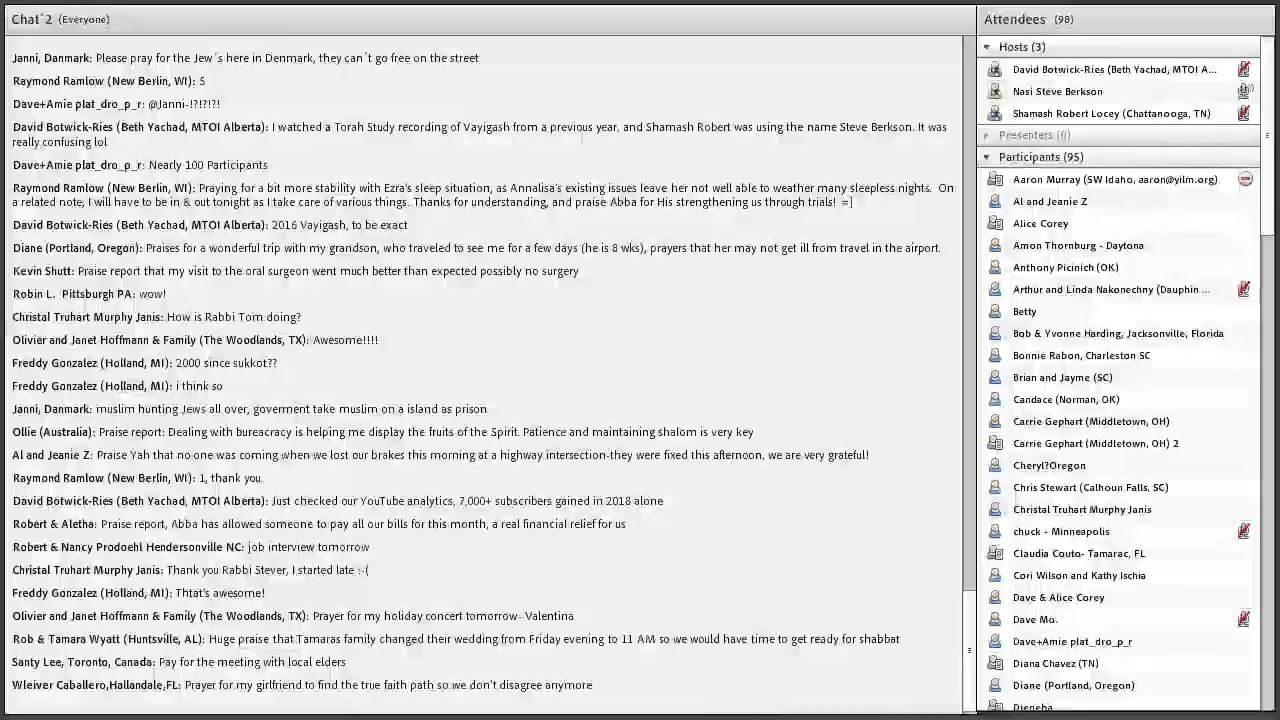 Chat 2 (Everyone)
Janni, Danmark: Please pray for the Jew´s here in Denmark, they can´t go free on the street
Raymond Ramlow (New Berlin, WI): 5
Dave+Amie plat_dro_p_r: @Janni-!?!?!?!
David Botwick-Ries (Beth Yachad, MTOI Alberta): I watched a Torah Study recording of Vayigash from a previous year, and Shamash Robert was using the name Steve Berkson. It was
really confusing lol
Dave+Amie plat_dro_p_r: Nearly 100 Participants
Raymond Ramlow (New Berlin, WI): Praying for a bit more stability with Ezra's sleep situation, as Annalisa's existing issues leave her not well able to weather many sleepless nights.  On
a related note, I will have to be in & out tonight as I take care of various things. Thanks for understanding, and praise Abba for His strengthening us through trials!  =]
David Botwick-Ries (Beth Yachad, MTOI Alberta): 2016 Vayigash, to be exact
Diane (Portland, Oregon): Praises for a wonderful trip with my grandson, who traveled to see me for a few days (he is 8 wks), prayers that her may not get ill from travel in the airport.
Kevin Shutt: Praise report that my visit to the oral surgeon went much better than expected possibly no surgery
Robin L.  Pittsburgh PA: wow!
Christal Truhart Murphy Janis: How is Rabbi Tom doing?
Olivier and Janet Hoffmann & Family (The Woodlands, TX): Awesome!!!!
Freddy Gonzalez (Holland, MI): 2000 since sukkot??
Freddy Gonzalez (Holland, MI): i think so
Janni, Danmark: muslim hunting Jews all over, goverment take muslim on a island as prison
Ollie (Australia): Praise report: Dealing with bureacracy is helping me display the fruits of the Spirit. Patience and maintaining shalom is very key
Al and Jeanie Z: Praise Yah that no one was coming when we lost our brakes this morning at a highway intersection-they were fixed this afternoon, we are very grateful!
Raymond Ramlow (New Berlin, WI): 1, thank you
David Botwick-Ries (Beth Yachad, MTOI Alberta): Just checked our YouTube analytics, 7,000+ subscribers gained in 2018 alone
Robert & Aletha: Praise report, Abba has allowed someone to pay all our bills for this month, a real financial relief for us
Robert & Nancy Prodoehl Hendersonville NC: job interview tomorrow
Christal Truhart Murphy Janis: Thank you Rabbi Stever, I started late :-(
Freddy Gonzalez (Holland, MI): Thtat's awesome!
Olivier and Janet Hoffmann & Family (The Woodlands, TX): Prayer for my holiday concert tomorrow- Valentina
Rob & Tamara Wyatt (Huntsville, AL): Huge praise that Tamaras family changed their wedding from Friday evening to 11 AM so we would have time to get ready for shabbat
Santy Lee, Toronto, Canada: Pay for the meeting with local elders
Wleiver Caballero,Hallandale,FL: Prayer for my girlfriend to find the true faith path so we don't disagree anymore
Attendees (98)
Hosts (3)
David Botwick-Ries (Beth Yachad, MTOI A...
Nasi Steve Berkson
Shamash Robert Locey (Chattanooga, TN)
Presenters (0)
Participants (95)
Aaron Murray (SW Idaho, aaron@yilm.org)
Al and Jeanie Z
Alice Corey
Amon Thornburg - Daytona
Anthony Picinich (OK)
Arthur and Linda Nakonechny (Dauphin ...
Betty
Bob & Yvonne Harding, Jacksonville, Florida
Bonnie Rabon, Charleston SC
Brian and Jayme (SC)
Candace (Norman, OK)
Carrie Gephart (Middletown, OH)
Carrie Gephart (Middletown, OH) 2
Cheryl?Oregon
Chris Stewart (Calhoun Falls, SC)
Christal Truhart Murphy Janis
chuck - Minneapolis
Claudia Couto- Tamarac, FL
Cori Wilson and Kathy Ischia
Dave & Alice Corey
Dave Mo.
Dave+Amie plat_dro_p_r
Diana Chavez (TN)
Diane (Portland, Oregon)
Dieneba